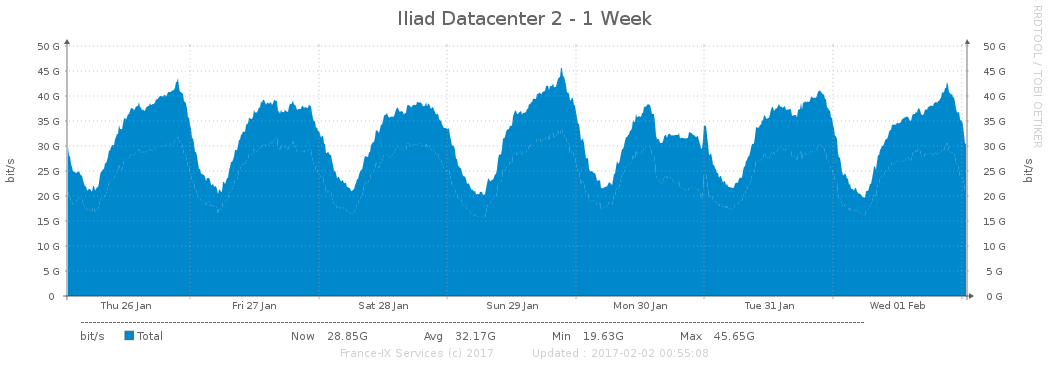 Iliad Datacenter 2 - 1 Week
RRDTOOL / TOBI OETIKER
50 G 50 G
45 G 45 G
40 G 40 G
35 G 35 G
30 G 30 G
25 G 25 G
20 G 20 G
15 G 15 G
10 G 10 G
5 G 5 G
0 0 G
bit/s
bit/s
Thu 26 Jan Fri 27 Jan Sat 28 Jan Sun 29 Jan Mon 30 Jan Tue 31 Jan Wed 01 Feb
bit/s Total Now 28.85G Avg 32.17G Min 19.63G Max 45.65G
France-IX Services (c) 2017 Updated : 2017-02-02 00:55:08